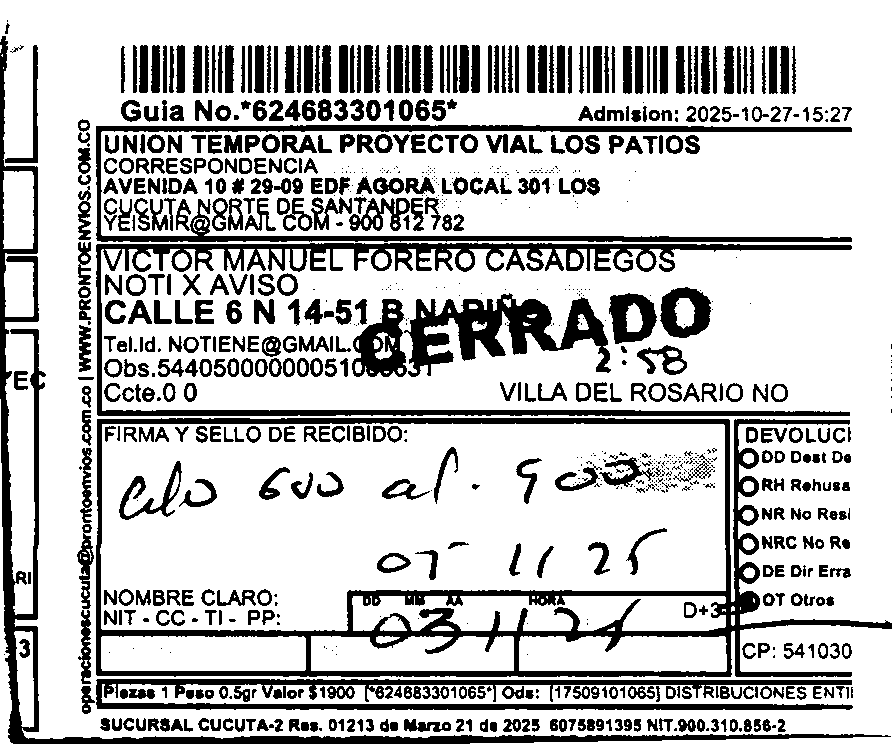 Guia No.*624683301065*
Admision: 2025-10-27-15:27
UNION TEMPORAL PROYECTO VIAL LOS PATIOS
CORRESPONDENCIA
AVENIDA 10 # 29-09 EDF AGORA LOCAL 301 LOS
CUCUTA NORTE DE SANTANDER
YEISMIR@GMAIL COM - 900 812 782
VICTOR MANUEL FORERO CASADIEGOS
NOTI X AVISO
CALLE 6 N 14-51 B NARIÑO
CERRADO
2:58
Tel.Id. NOTIENE@GMAIL.COM
Ccte.0 0
VILLA DEL ROSARIO NO
FIRMA Y SELLO DE RECIBIDO:
600 al. 900
05 11 25
NOMBRE CLARO:
NIT - CC - TI - PP:
DD MM AA HORA
D+3
03 11 25
DEVOLUCI
DD Dest De
RH Rehusa
NR No Resi
NRC No Re
DE Dir Erra
OT Otros
CP: 541030
Piezas 1 Peso 0.5gr Valor $1900 [*624683301065*] Ods: [17509101065] DISTRIBUCIONES ENTI
SUCURSAL CUCUTA-2 Res. 01213 de Marzo 21 de 2025 6075891395 NIT.900.310.856-2
operacionescucuta@prontoenvios.com.co | WWW.PRONTOENVIOS.COM.CO
TEC
ARI
3